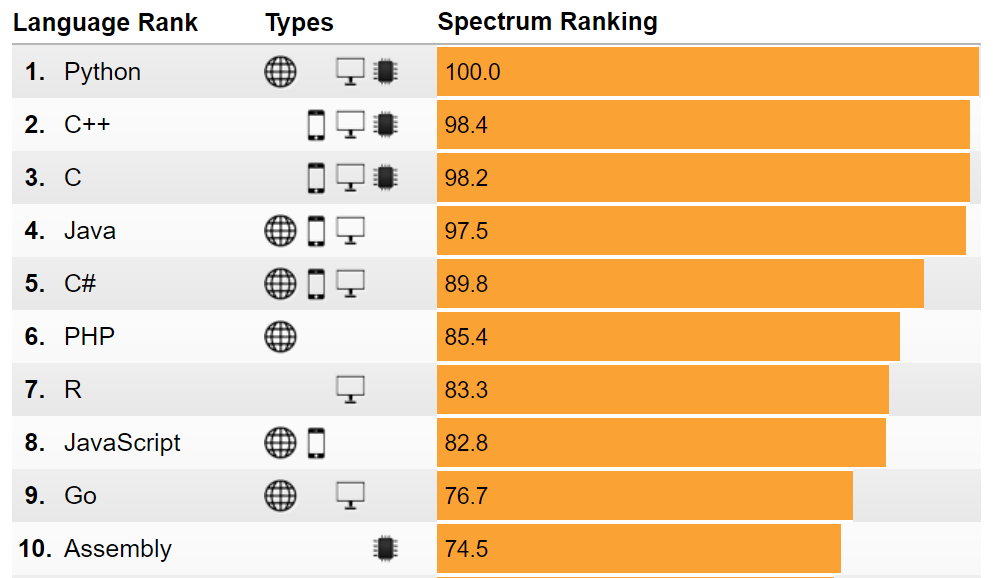 Language Rank Types Spectrum Ranking
1. Python 100.0
2. C++ 98.4
3. C 98.2
4. Java 97.5
5. C# 89.8
6. PHP 85.4
7. R 83.3
8. JavaScript 82.8
9. Go 76.7
10. Assembly 74.5